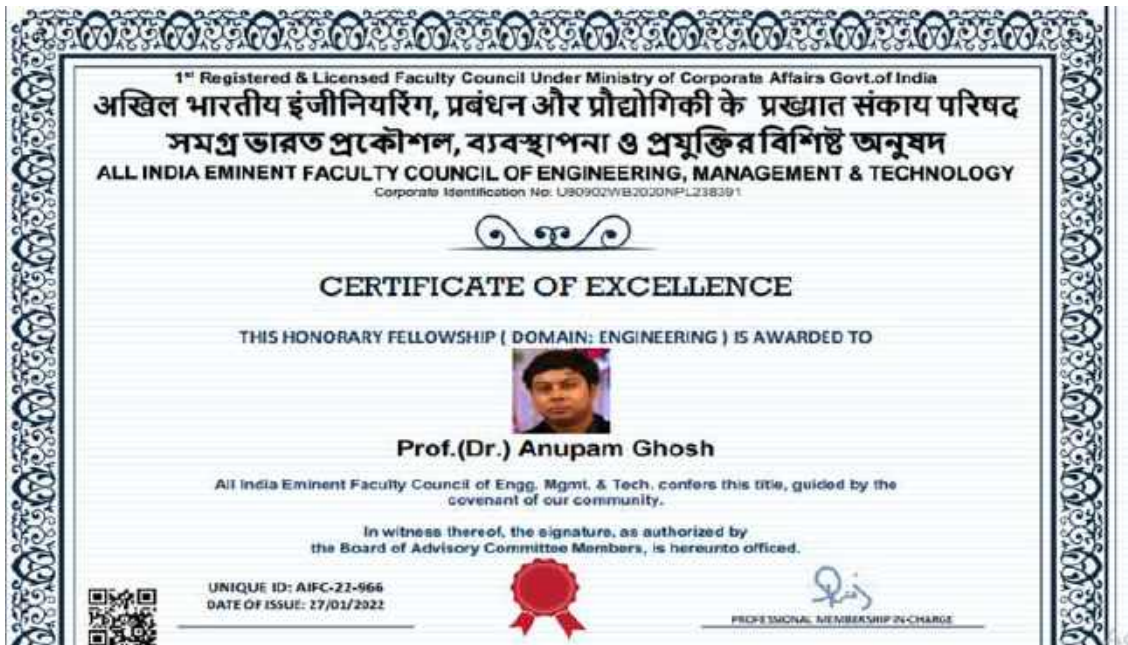 1st Registered & Licensed Faculty Council Under Ministry of Corporate Affairs Govt.of India
अखिल भारतीय इंजीनियरिंग, प्रबंधन और प्रौद्योगिकी के प्रख्यात संकाय परिषद
সমগ্র ভারত প্রকৌশল, ব্যবস্থাপনা ও প্রযুক্তির বিশিষ্ট অনুষদ
ALL INDIA EMINENT FACULTY COUNCIL OF ENGINEERING, MANAGEMENT & TECHNOLOGY
Corporate Identification No: U80902WB2020NPL238391
CERTIFICATE OF EXCELLENCE
THIS HONORARY FELLOWSHIP ( DOMAIN: ENGINEERING ) IS AWARDED TO
Prof.(Dr.) Anupam Ghosh
All India Eminent Faculty Council of Engg. Mgmt. & Tech. confers this title, guided by the
covenant of our community.
In witness thereof, the signature, as authorized by
the Board of Advisory Committee Members, is hereunto officed.
UNIQUE ID: AIFC-22-966
DATE OF ISSUE: 27/01/2022
PROFESSIONAL MEMBERSHIP IN-CHARGE